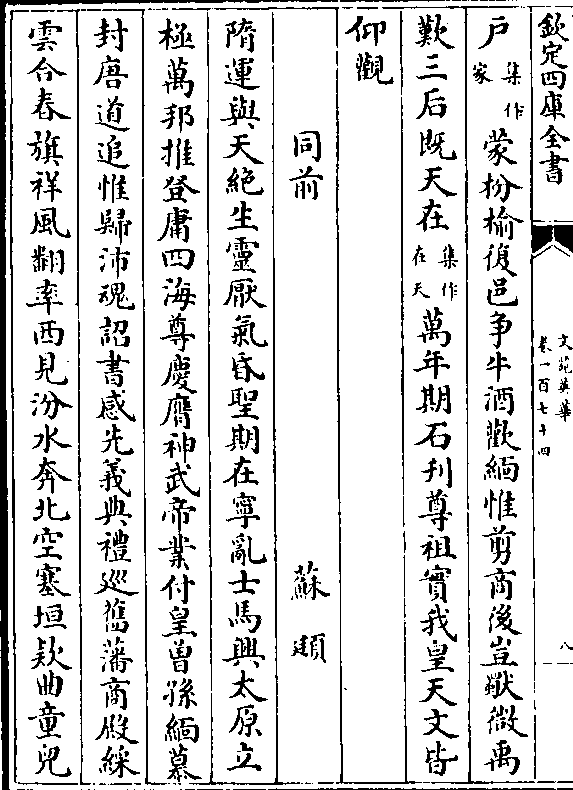 欽定四庫全書
文苑英華
卷一百七十四
八
戶集作家蒙枌榆復邑爭牛酒歡緬惟剪商後豈獨微禹
歎三后既天在集作在天萬年期石刋尊祖實我皇天文皆
仰觀
同前
蘇頲
隋運與天絶生靈厭氣昏聖期在寧亂士馬興太原立
極萬邦推登庸四海尊慶膺神武帝業付皇曾孫緬慕
封唐道追惟歸沛魂詔書感先義典禮巡舊藩商殷綵
雲合春旗祥風翻率西見汾水奔北空塞垣欵曲童兒